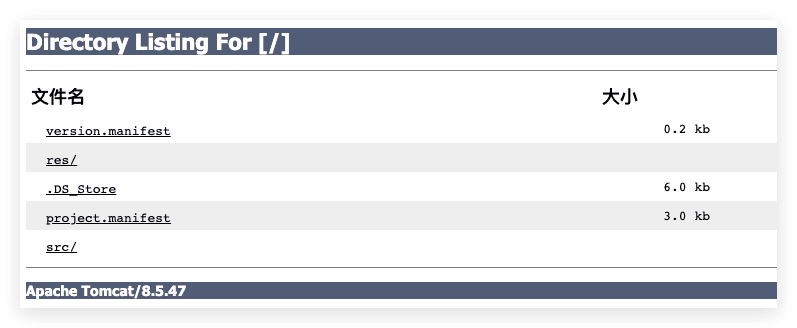 Directory Listing For [/]
文件名 大小
version.manifest 0.2 kb
res/
.DS_Store 6.0 kb
project.manifest 3.0 kb
src/
Apache Tomcat/8.5.47